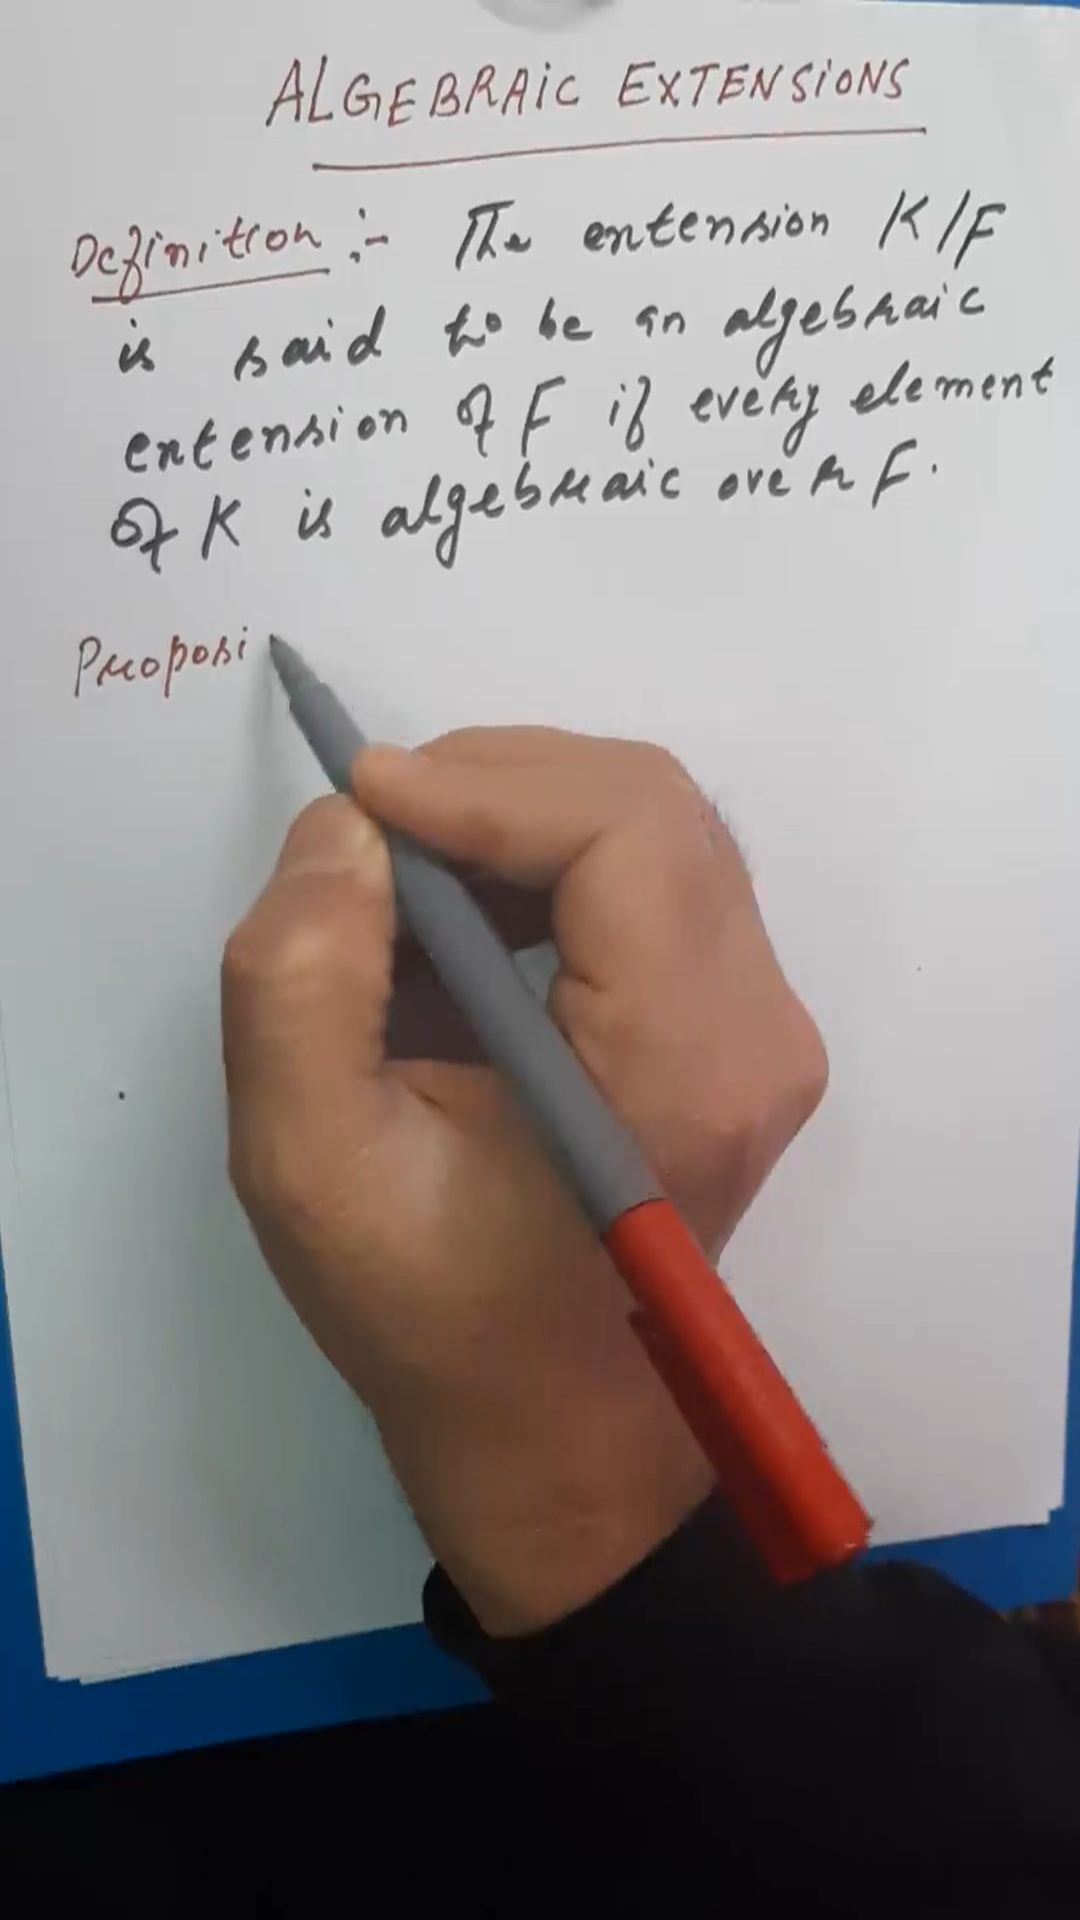 ALGEBRAIC EXTENSIONS
Definition :- The extension K/F
is said to be an algebraic
extension of F if every element
of K is algebraic over F.
Proposi